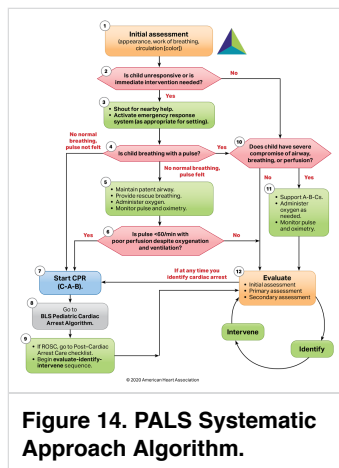 1
Initial assessment
(appearance, work of breathing,
circulation [color])
2
Is child unresponsive or is
immediate intervention needed?
No
Yes
3
• Shout for nearby help.
• Activate emergency response
system (as appropriate for setting).
No normal
breathing,
pulse not felt
4
Is child breathing with a pulse?
Yes
10
Does child have severe
compromise of airway,
breathing, or perfusion?
No normal breathing,
pulse felt
No
Yes
5
• Maintain patent airway.
• Provide rescue breathing.
• Administer oxygen.
• Monitor pulse and oximetry.
11
• Support A-B-Cs.
• Administer
oxygen as
needed.
• Monitor pulse
and oximetry.
6
Is pulse <60/min with
poor perfusion despite oxygenation
and ventilation?
Yes
No
7
Start CPR
(C-A-B).
If at any time you
identify cardiac arrest
12
Evaluate
• Initial assessment
• Primary assessment
• Secondary assessment
8
Go to
BLS Pediatric Cardiac
Arrest Algorithm.
9
• If ROSC, go to Post–Cardiac
Arrest Care checklist.
• Begin evaluate-identify-
intervene sequence.
Intervene
Identify
© 2020 American Heart Association
Figure 14. PALS Systematic
Approach Algorithm.